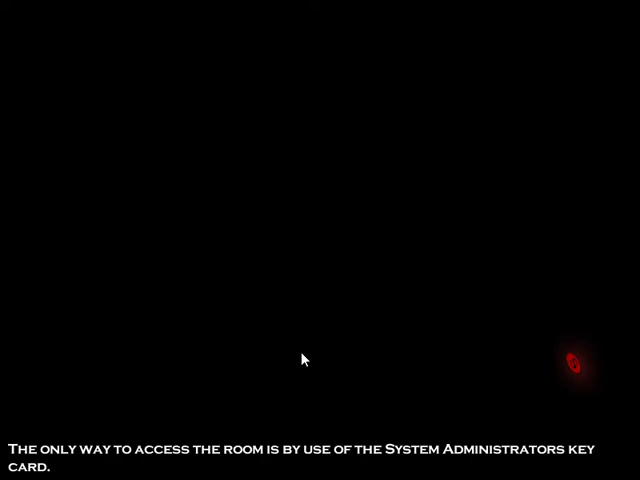 The only way to access the room is by use of the System Administrators key
card.